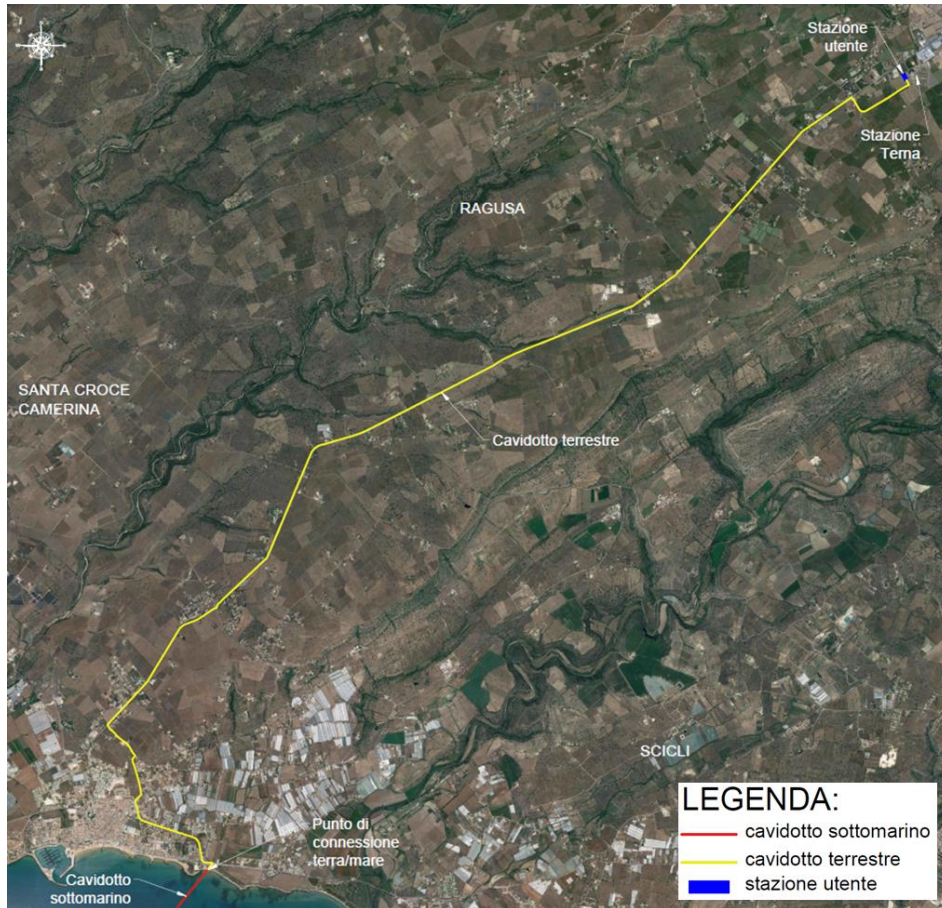 Stazione
utente
Stazione
Terna
RAGUSA
SANTA CROCE
CAMERINA
Cavidotto terrestre
SCICLI
Punto di
connessione
terra/mare
Cavidotto
sottomarino
LEGENDA:
cavidotto sottomarino
cavidotto terrestre
stazione utente